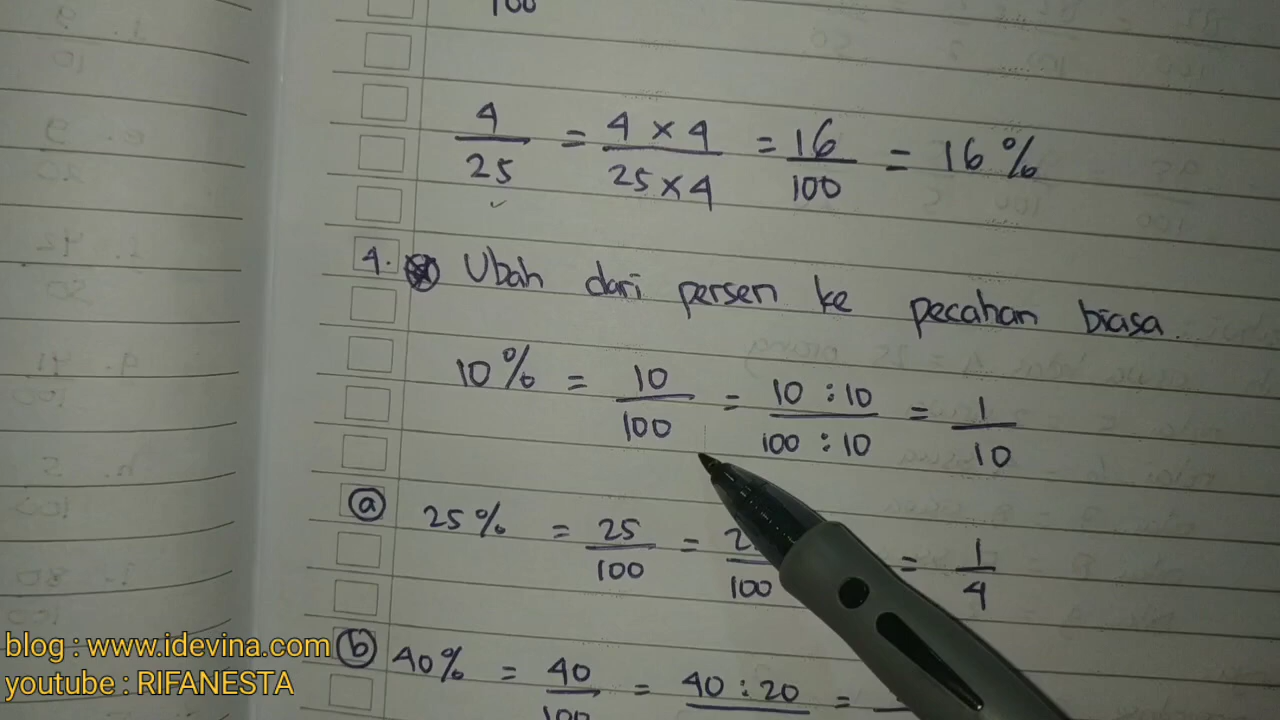 100
4/25 = 4 × 4/25 × 4 = 16/100 = 16 %
4. Ubah dari persen ke pecahan biasa.
10 % = 10/100 = 10 : 10/100 : 10 = 1/10
a 25 % = 25/100 = 100 = 1/4
b 40 % = 40/100 = 40 : 20 =
blog : www.idevina.com
youtube : RIFANESTA